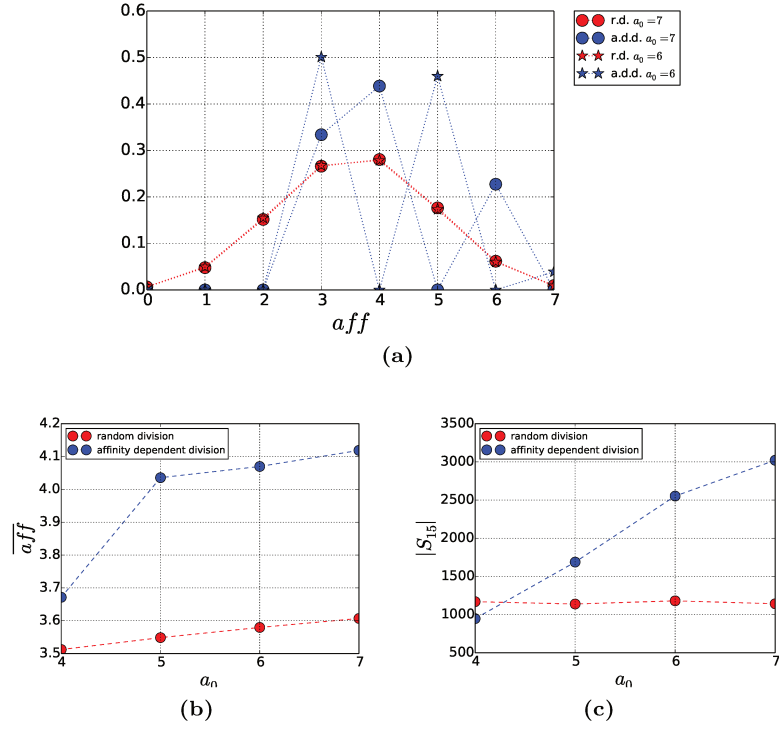 0.6
0.5
0.4
0.3
0.2
0.1
0.0
0 1 2 3 4 5 6 7
aff
r.d. a₀ = 7
a.d.d. a₀ = 7
r.d. a₀ = 6
a.d.d. a₀ = 6
(a)
4.2
4.1
4.0
3.9
3.8
3.7
3.6
3.5
4 5 6 7
aff
a₀
random division
affinity dependent division
(b)
3500
3000
2500
2000
1500
1000
500
4 5 6 7
|S₁₅|
a₀
random division
affinity dependent division
(c)